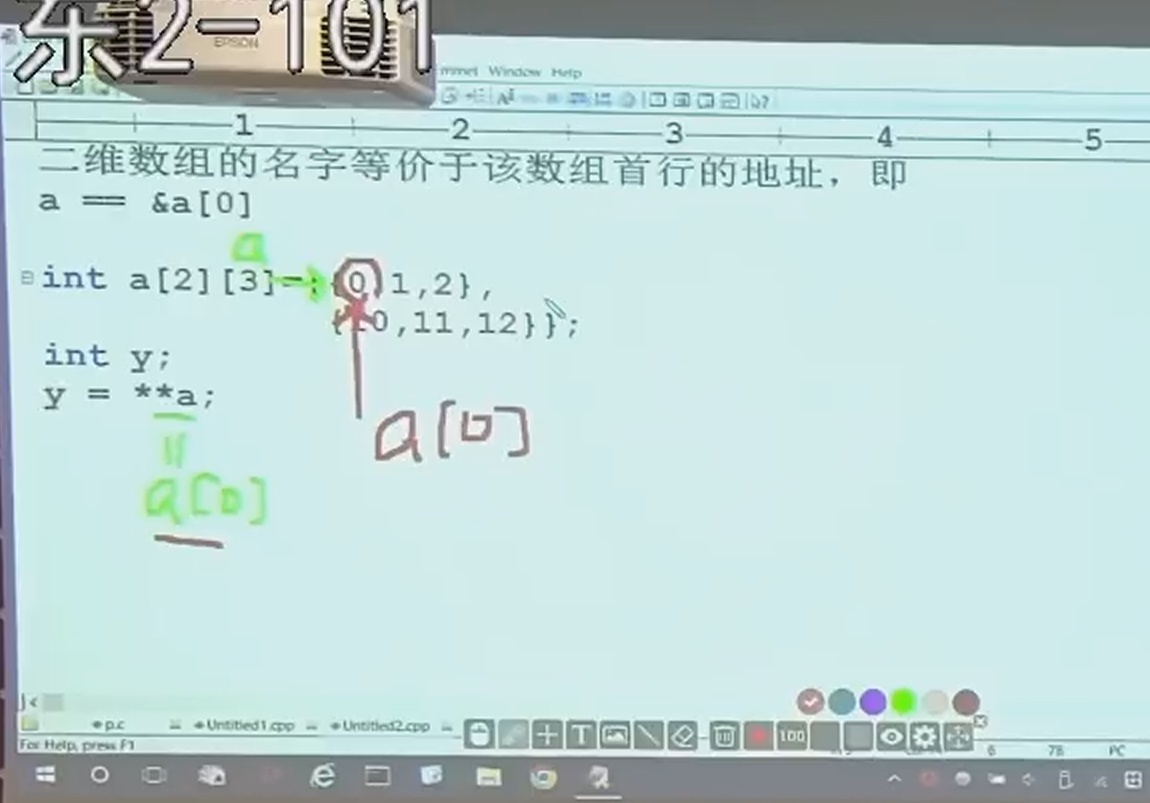 东2-101
EPSON
Window Help
1 2 3 4 5
二维数组的名字等价于该数组首行的地址，即
a == &a[0]
a
int a[2][3]={{0,1,2},
{10,11,12}};
int y;
y = **a;
a[0]
a[0]
p.c Untitled1.cpp Untitled2.cpp
T 100
For Help, press F1
6 78 PC